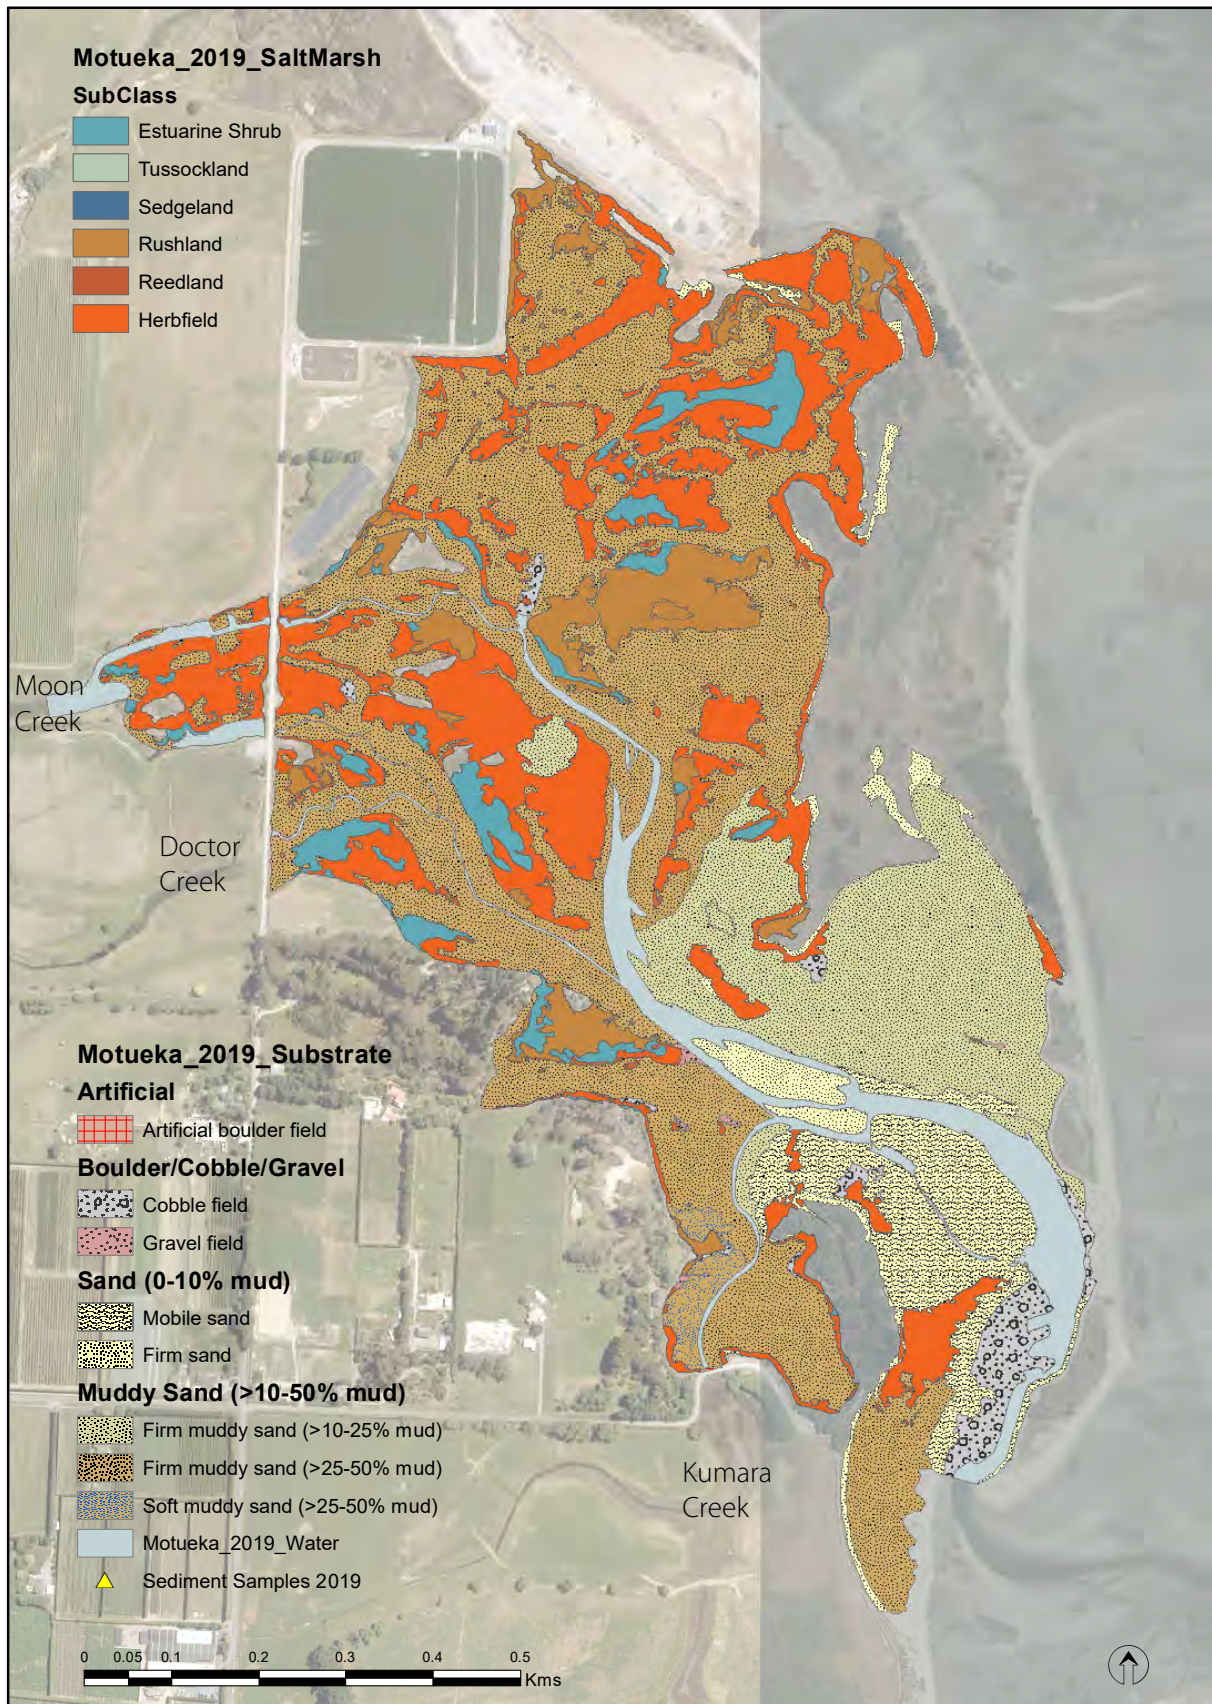 Motueka_2019_SaltMarsh
SubClass
Estuarine Shrub
Tussockland
Sedgeland
Rushland
Reedland
Herbfield
Moon
Creek
Doctor
Creek
Motueka_2019_Substrate
Artificial
Artificial boulder field
Boulder/Cobble/Gravel
Cobble field
Gravel field
Sand (0-10% mud)
Mobile sand
Firm sand
Muddy Sand (>10-50% mud)
Firm muddy sand (>10-25% mud)
Firm muddy sand (>25-50% mud)
Soft muddy sand (>25-50% mud)
Motueka_2019_Water
Sediment Samples 2019
Kumara
Creek
0 0.05 0.1 0.2 0.3 0.4 0.5
Kms